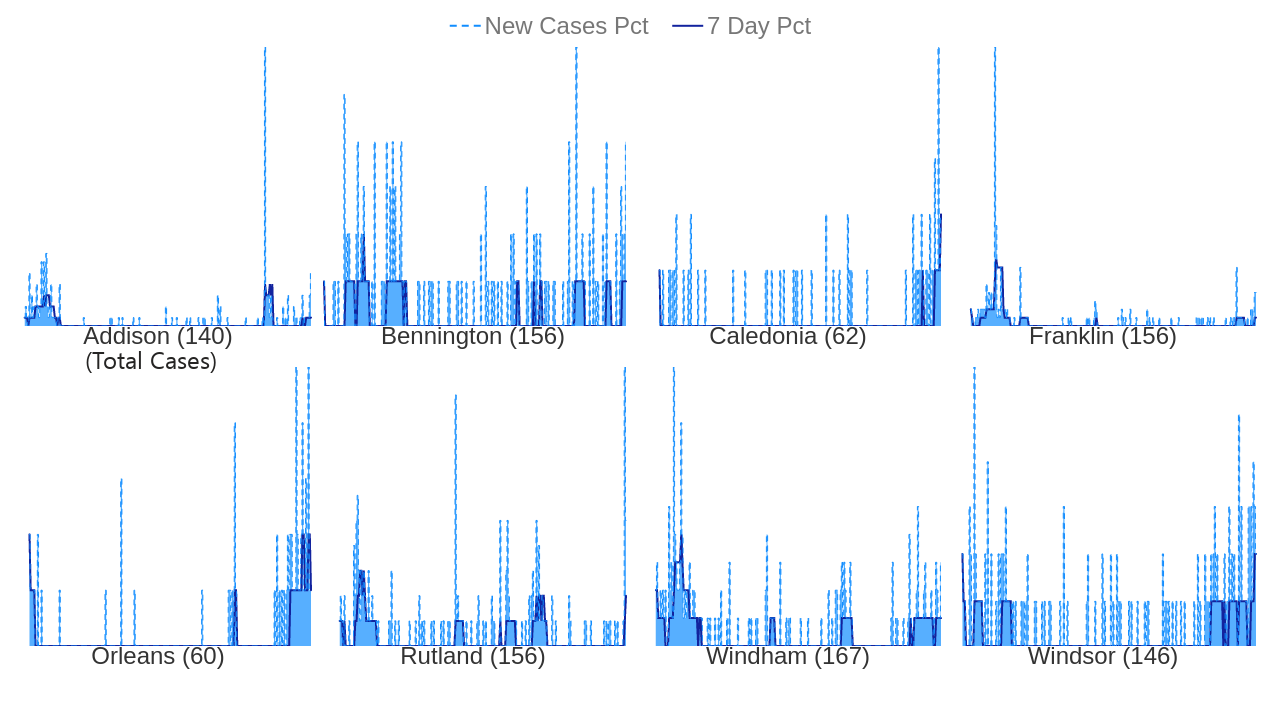 New Cases Pct 7 Day Pct
Addison (140) Bennington (156) Caledonia (62) Franklin (156)
(Total Cases)
Orleans (60) Rutland (156) Windham (167) Windsor (146)